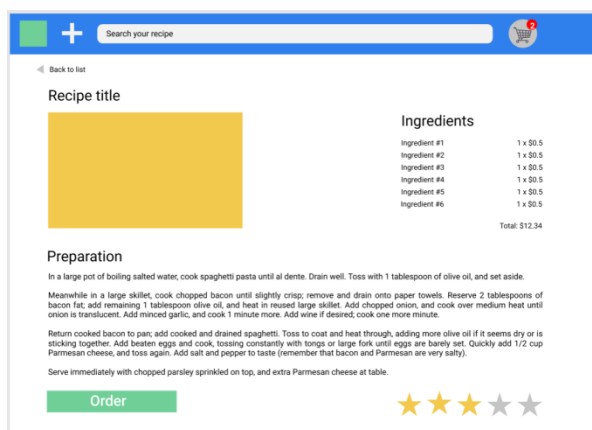 Search your recipe
2
Back to list
Recipe title
Ingredients
Ingredient #1 1 x $0.5
Ingredient #2 1 x $0.5
Ingredient #3 1 x $0.5
Ingredient #4 1 x $0.5
Ingredient #5 1 x $0.5
Ingredient #6 1 x $0.5
Total: $12.34
Preparation
In a large pot of boiling salted water, cook spaghetti pasta until al dente. Drain well. Toss with 1 tablespoon of olive oil, and set aside.
Meanwhile in a large skillet, cook chopped bacon until slightly crisp; remove and drain onto paper towels. Reserve 2 tablespoons of
bacon fat; add remaining 1 tablespoon olive oil, and heat in reused large skillet. Add chopped onion, and cook over medium heat until
onion is translucent. Add minced garlic, and cook 1 minute more. Add wine if desired; cook one more minute.
Return cooked bacon to pan; add cooked and drained spaghetti. Toss to coat and heat through, adding more olive oil if it seems dry or is
sticking together. Add beaten eggs and cook, tossing constantly with tongs or large fork until eggs are barely set. Quickly add 1/2 cup
Parmesan cheese, and toss again. Add salt and pepper to taste (remember that bacon and Parmesan are very salty).
Serve immediately with chopped parsley sprinkled on top, and extra Parmesan cheese at table.
Order